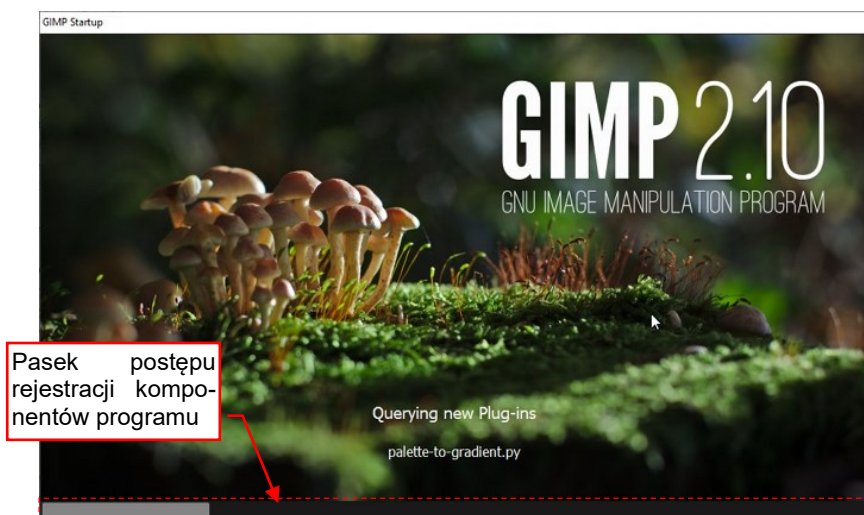 GIMP Startup
GIMP 2.10
GNU IMAGE MANIPULATION PROGRAM
Pasek postępu
rejestracji kompo-
nentów programu
Querying new Plug-ins
palette-to-gradient.py